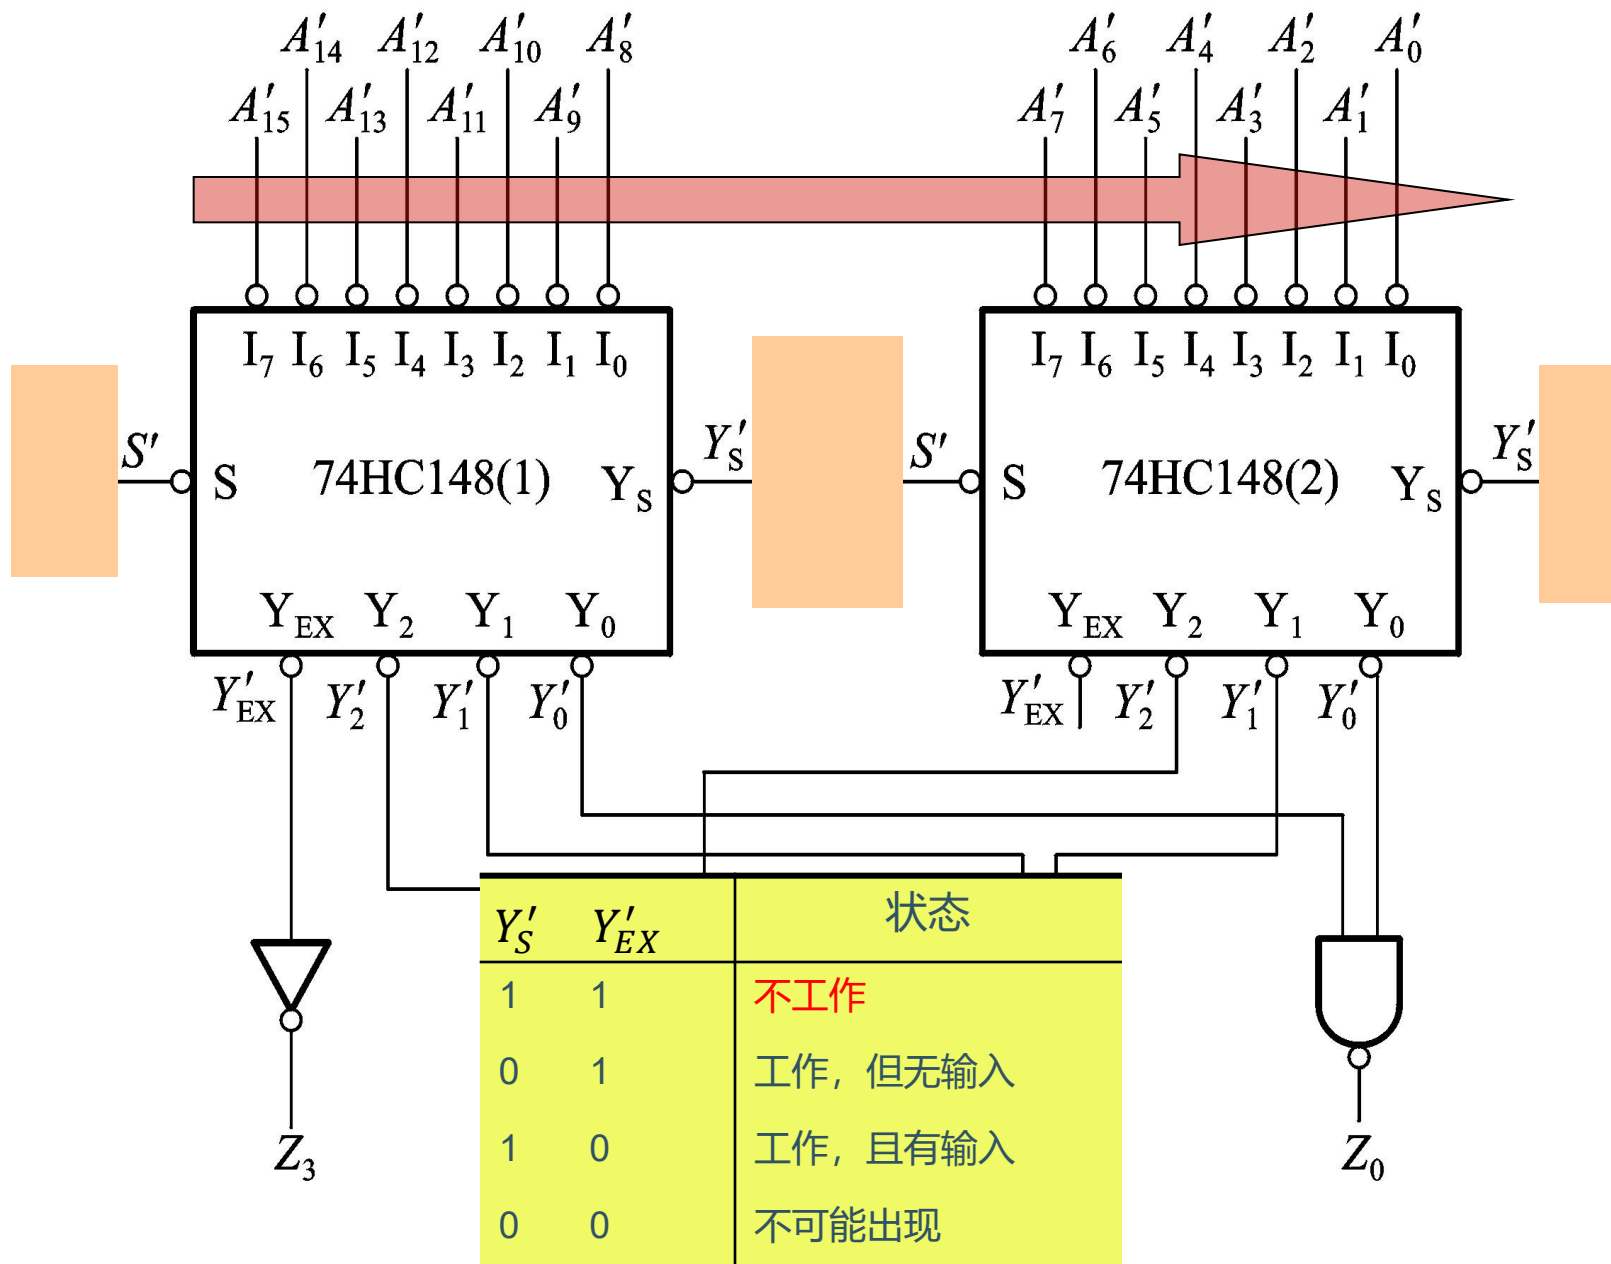 A′14 A′12 A′10 A′8 A′6 A′4 A′2 A′0
A′15 A′13 A′11 A′9 A′7 A′5 A′3 A′1
I7 I6 I5 I4 I3 I2 I1 I0 I7 I6 I5 I4 I3 I2 I1 I0
S′ S 74HC148(1) YS Y′S S′ S 74HC148(2) YS Y′S
YEX Y2 Y1 Y0 YEX Y2 Y1 Y0
Y′EX Y′2 Y′1 Y′0 Y′EX Y′2 Y′1 Y′0
Y′S Y′EX 状态
1 1 不工作
0 1 工作，但无输入
1 0 工作，且有输入
0 0 不可能出现
Z3 Z0